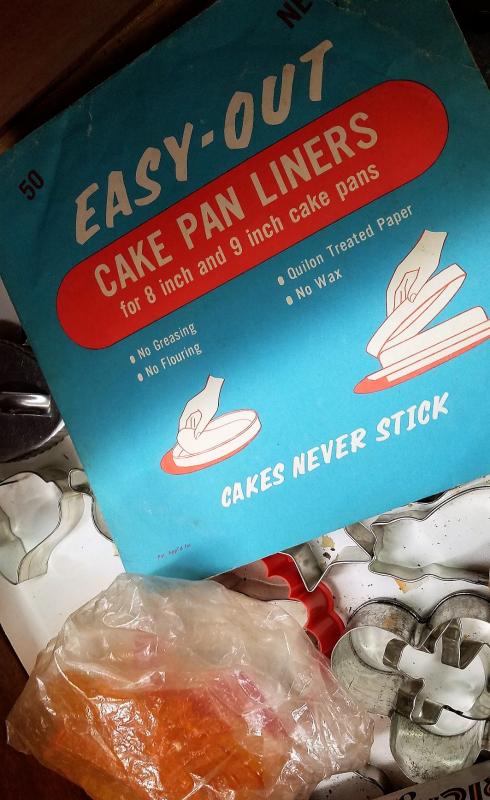 50
NE
EASY-OUT
CAKE PAN LINERS
for 8 inch and 9 inch cake pans
• No Greasing
• No Flouring
• Quilon Treated Paper
• No Wax
CAKES NEVER STICK